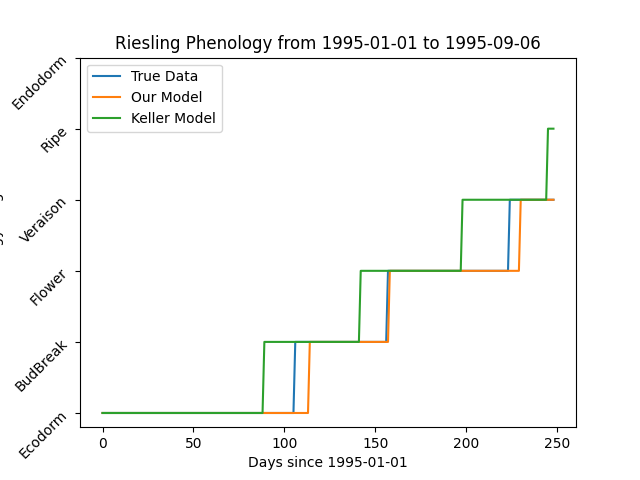 Riesling Phenology from 1995-01-01 to 1995-09-06
True Data
Our Model
Keller Model
Endodorm
Ripe
Veraison
Flower
BudBreak
Ecodorm
0 50 100 150 200 250
Days since 1995-01-01